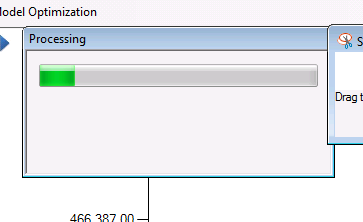 Model Optimization
Processing
S
Drag t
466,387.00